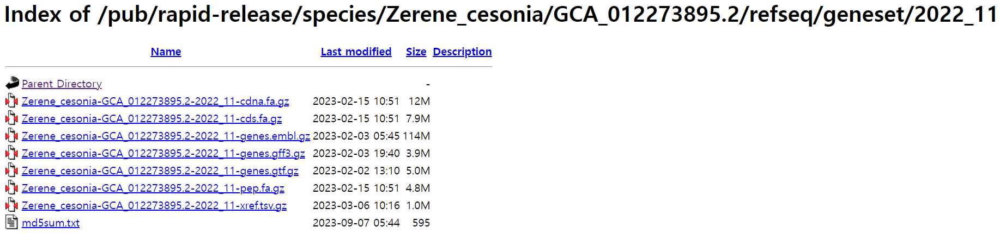 Index of /pub/rapid-release/species/Zerene_cesonia/GCA_012273895.2/refseq/geneset/2022_11
Name Last modified Size Description
Parent Directory -
Zerene_cesonia-GCA_012273895.2-2022_11-cdna.fa.gz 2023-02-15 10:51 12M
Zerene_cesonia-GCA_012273895.2-2022_11-cds.fa.gz 2023-02-15 10:51 7.9M
Zerene_cesonia-GCA_012273895.2-2022_11-genes.embl.gz 2023-02-03 05:45 114M
Zerene_cesonia-GCA_012273895.2-2022_11-genes.gff3.gz 2023-02-03 19:40 3.9M
Zerene_cesonia-GCA_012273895.2-2022_11-genes.gtf.gz 2023-02-02 13:10 5.0M
Zerene_cesonia-GCA_012273895.2-2022_11-pep.fa.gz 2023-02-15 10:51 4.8M
Zerene_cesonia-GCA_012273895.2-2022_11-xref.tsv.gz 2023-03-06 10:16 1.0M
md5sum.txt 2023-09-07 05:44 595